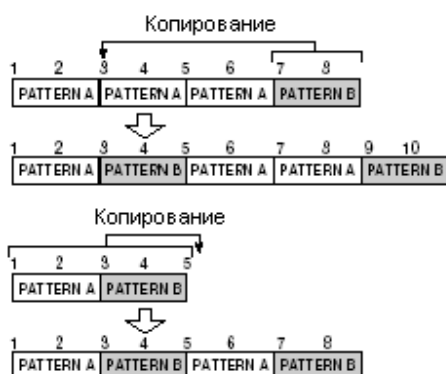 Копирование
1 2 3 4 5 6 7 8
PATTERN A PATTERN A PATTERN A PATTERN B
1 2 3 4 5 6 7 8 9 10
PATTERN A PATTERN B PATTERN A PATTERN A PATTERN B
Копирование
1 2 3 4 5
PATTERN A PATTERN B
1 2 3 4 5 6 7 8
PATTERN A PATTERN B PATTERN A PATTERN B